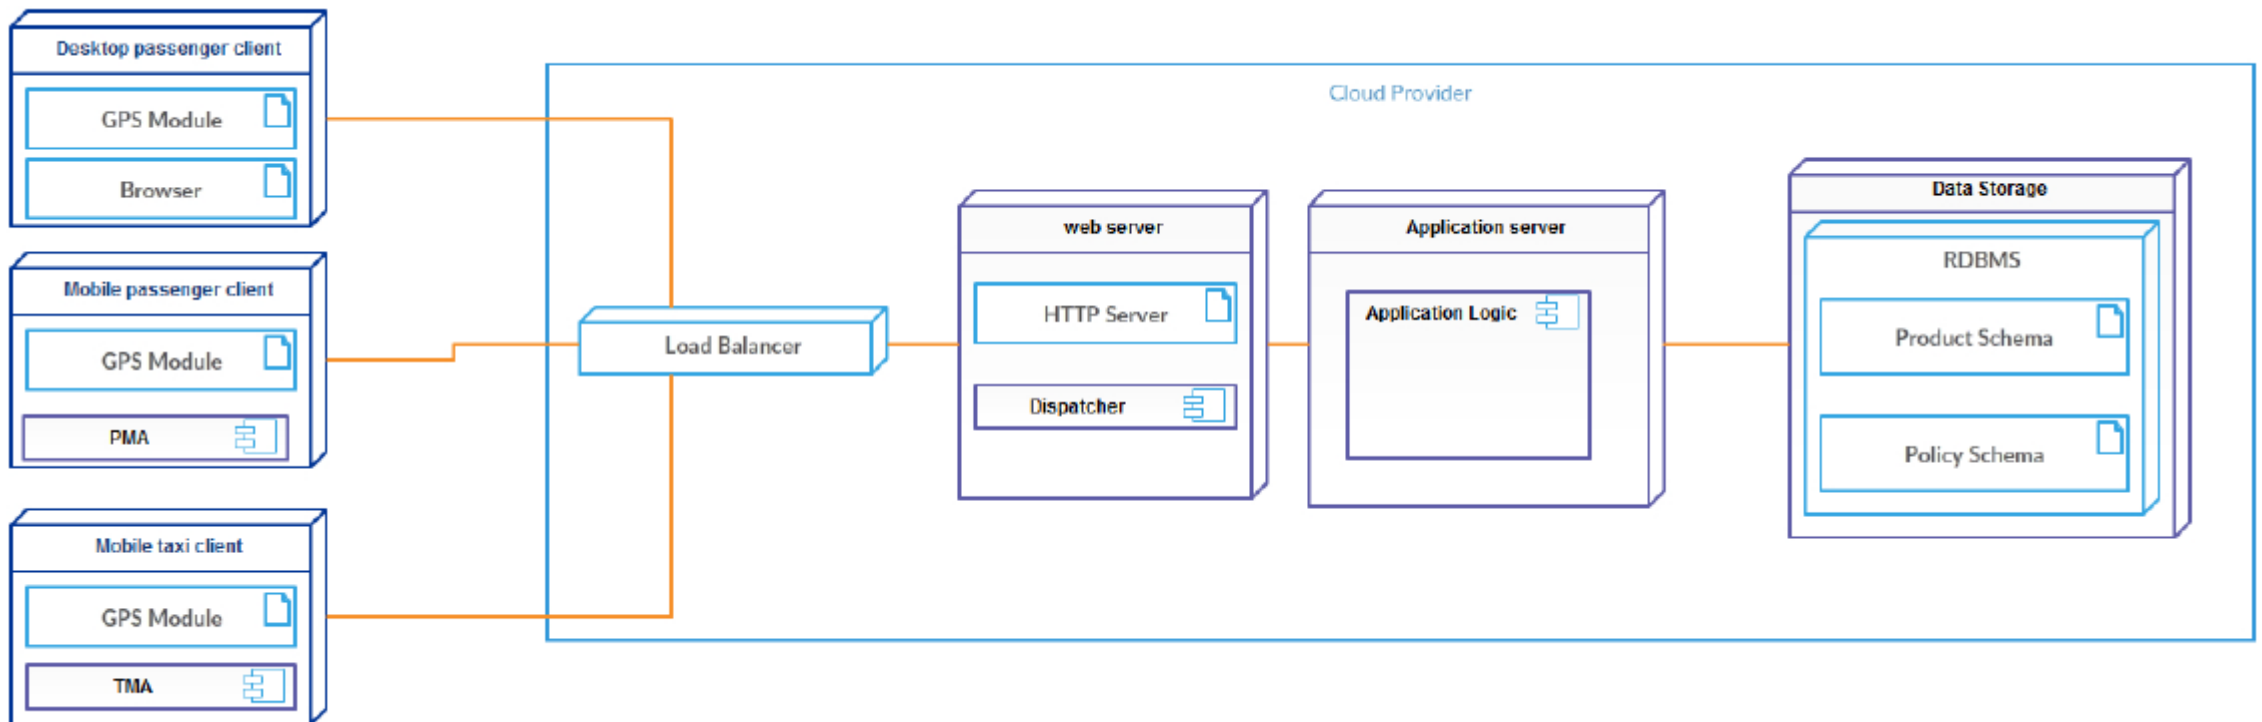 Desktop passenger client
GPS Module
Browser
Mobile passenger client
GPS Module
PMA
Mobile taxi client
GPS Module
TMA
Cloud Provider
Load Balancer
web server
HTTP Server
Dispatcher
Application server
Application Logic
Data Storage
RDBMS
Product Schema
Policy Schema